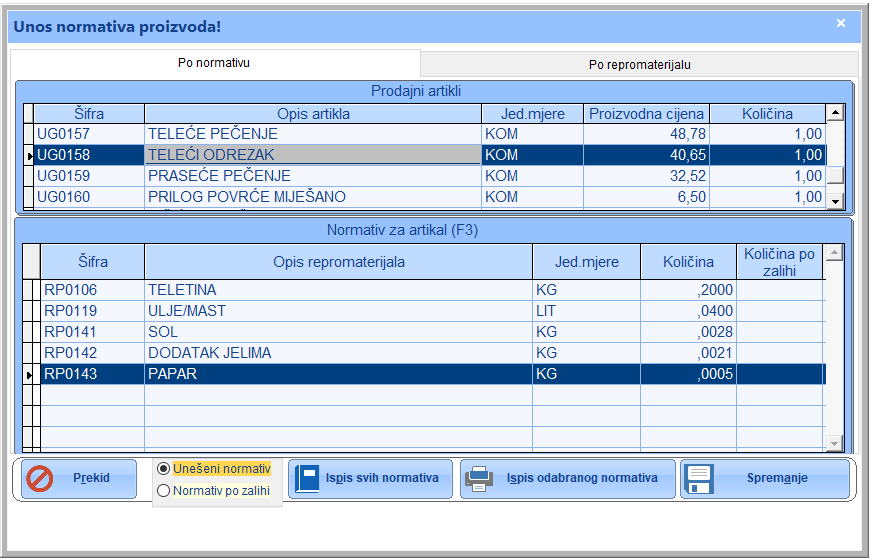 Unos normativa proizvoda!
Po normativu Po repromaterijalu
Prodajni artikli
Šifra Opis artikla Jed.mjere Proizvodna cijena Količina
UG0157 TELEĆE PEČENJE KOM 48,78 1,00
UG0158 TELEĆI ODREZAK KOM 40,65 1,00
UG0159 PRASEĆE PEČENJE KOM 32,52 1,00
UG0160 PRILOG POVRĆE MIJEŠANO KOM 6,50 1,00
Normativ za artikal (F3)
Šifra Opis repromaterijala Jed.mjere Količina Količina po
zalihi
RP0106 TELETINA KG ,2000
RP0119 ULJE/MAST LIT ,0400
RP0141 SOL KG ,0028
RP0142 DODATAK JELIMA KG ,0021
RP0143 PAPAR KG ,0005
Prekid
Unešeni normativ
Normativ po zalihi
Ispis svih normativa
Ispis odabranog normativa
Spremanje